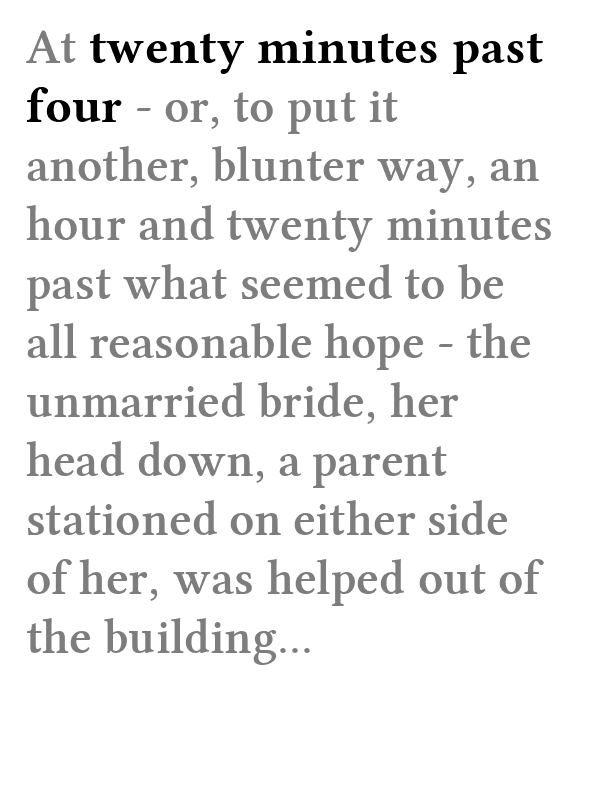 At twenty minutes past
four - or, to put it
another, blunter way, an
hour and twenty minutes
past what seemed to be
all reasonable hope - the
unmarried bride, her
head down, a parent
stationed on either side
of her, was helped out of
the building...